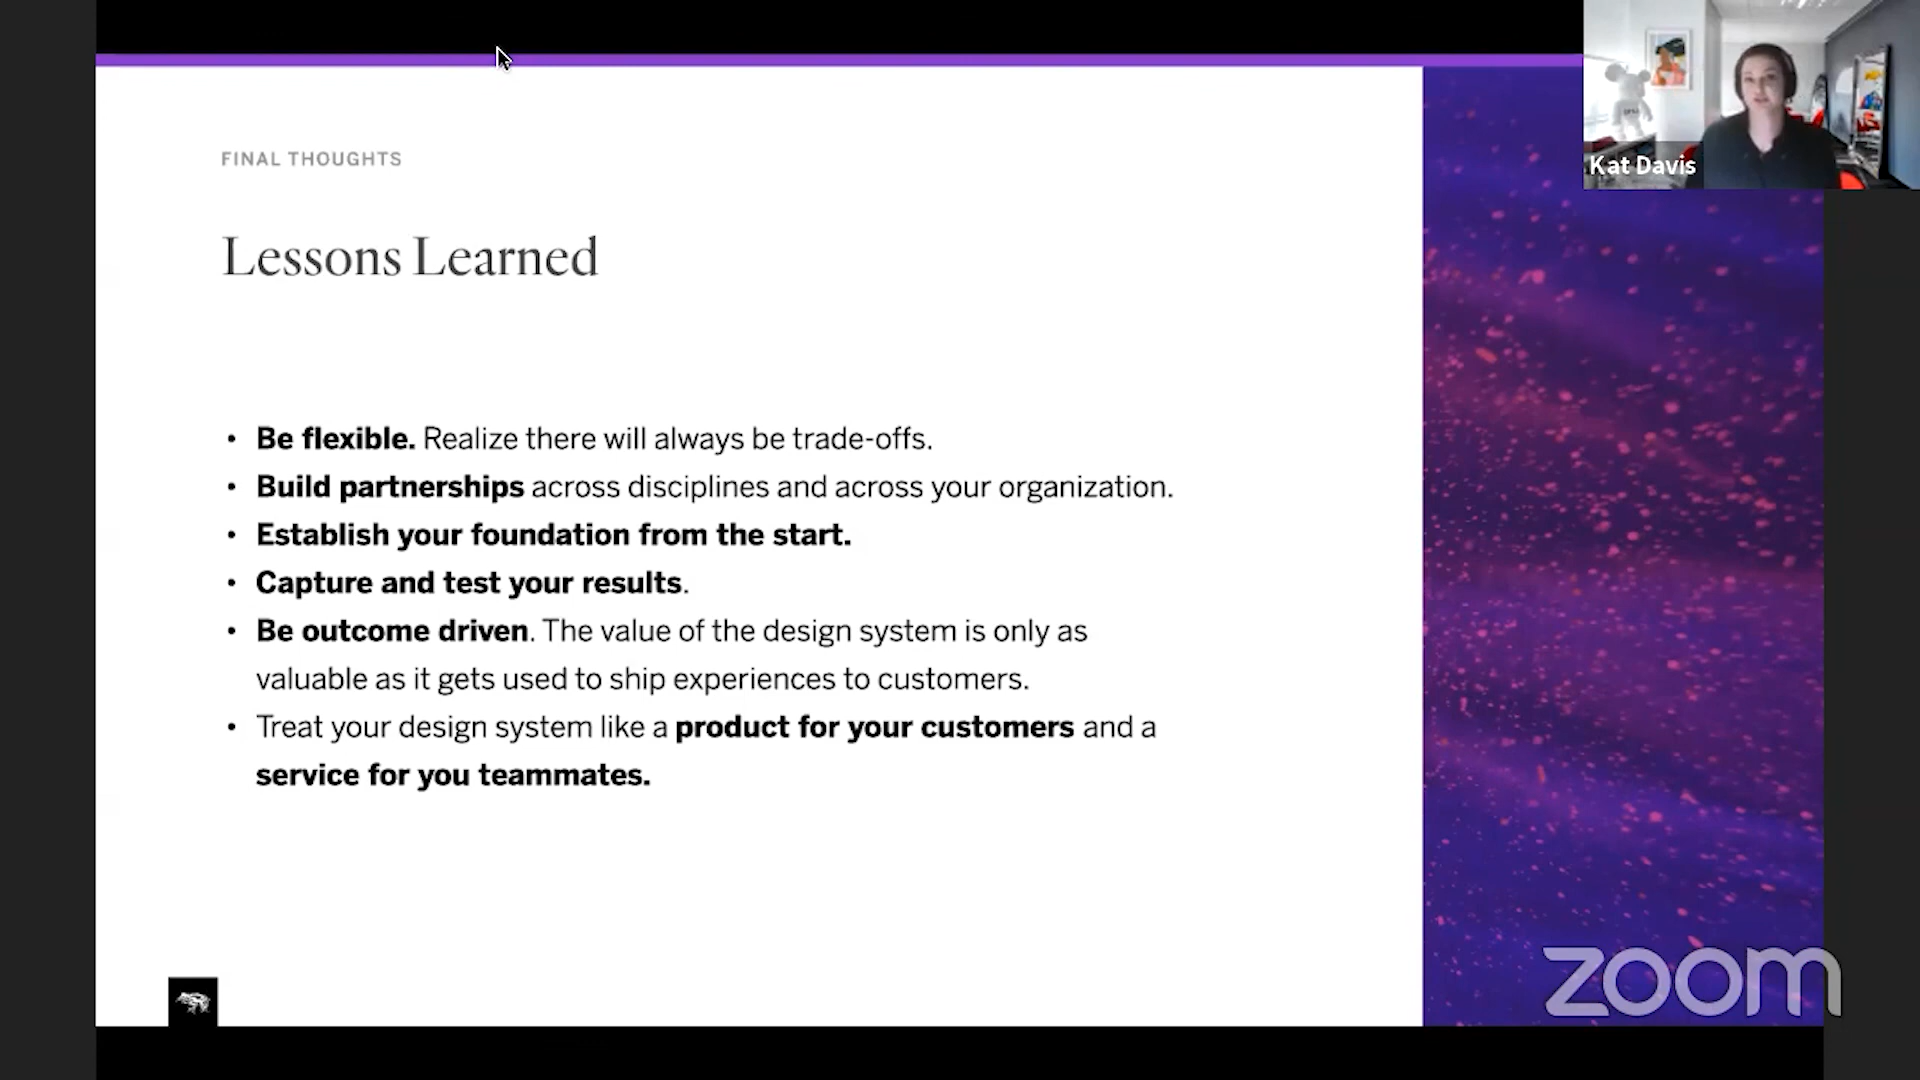 FINAL THOUGHTS
Lessons Learned
• Be flexible. Realize there will always be trade-offs.
• Build partnerships across disciplines and across your organization.
• Establish your foundation from the start.
• Capture and test your results.
• Be outcome driven. The value of the design system is only as
valuable as it gets used to ship experiences to customers.
• Treat your design system like a product for your customers and a
service for you teammates.
Kat Davis
zoom